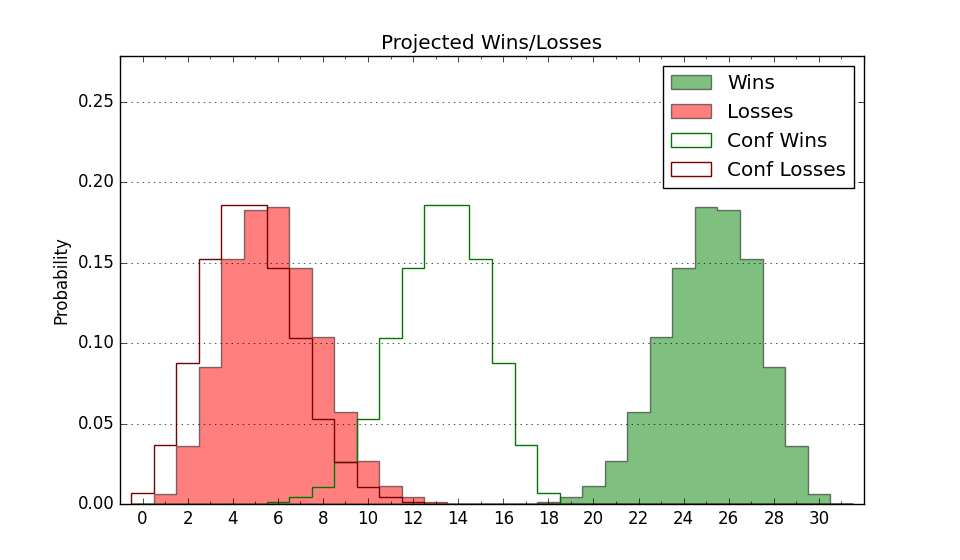 Projected Wins/Losses
Wins
Losses
Conf Wins
Conf Losses
Probability
0.25
0.20
0.15
0.10
0.05
0.00
0 2 4 6 8 10 12 14 16 18 20 22 24 26 28 30